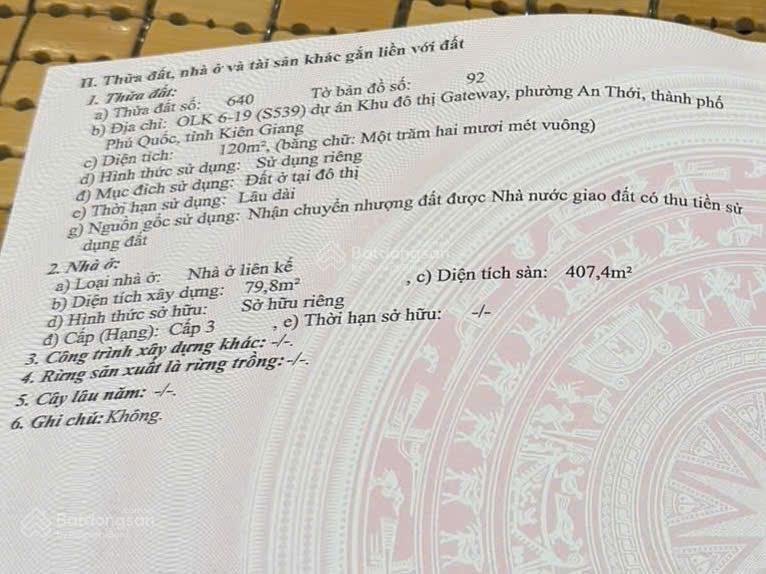 II. Thửa đất, nhà ở và tài sản khác gắn liền với đất
1. Thửa đất:
a) Thửa đất số: 640 Tờ bản đồ số: 92
b) Địa chỉ: OLK 6-19 (S539) dự án Khu đô thị Gateway, phường An Thới, thành phố
Phú Quốc, tỉnh Kiên Giang
c) Diện tích: 120m², (bằng chữ: Một trăm hai mươi mét vuông)
d) Hình thức sử dụng: Sử dụng riêng
đ) Mục đích sử dụng: Đất ở tại đô thị
e) Thời hạn sử dụng: Lâu dài
g) Nguồn gốc sử dụng: Nhận chuyển nhượng đất được Nhà nước giao đất có thu tiền sử
dụng đất
2. Nhà ở:
a) Loại nhà ở: Nhà ở liên kế
b) Diện tích xây dựng: 79,8m² , c) Diện tích sàn: 407,4m²
d) Hình thức sở hữu: Sở hữu riêng
đ) Cấp (Hạng): Cấp 3 , e) Thời hạn sở hữu: -/-
3. Công trình xây dựng khác: -/-.
4. Rừng sản xuất là rừng trồng: -/-.
5. Cây lâu năm: -/-.
6. Ghi chú: Không.
Batdongsan
Batdongsan